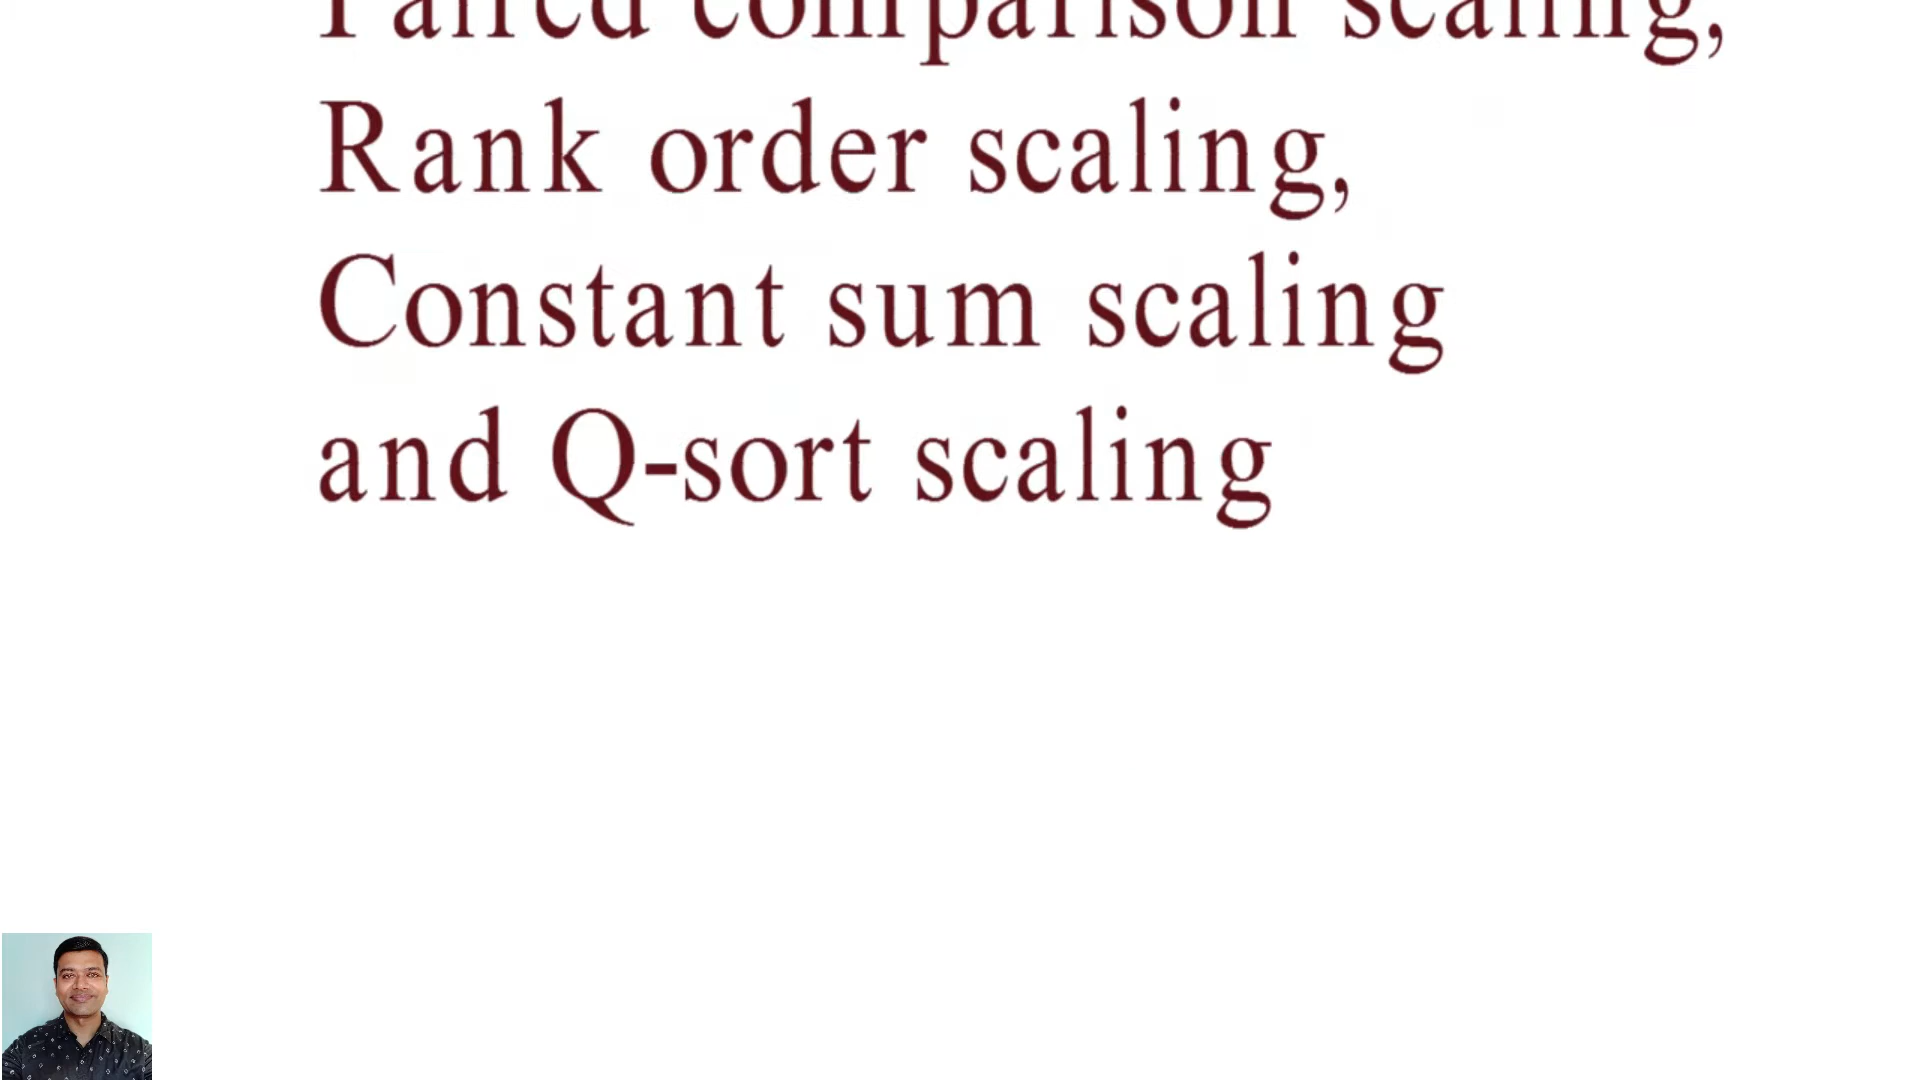 Paired comparison scaling,
Rank order scaling,
Constant sum scaling
and Q-sort scaling